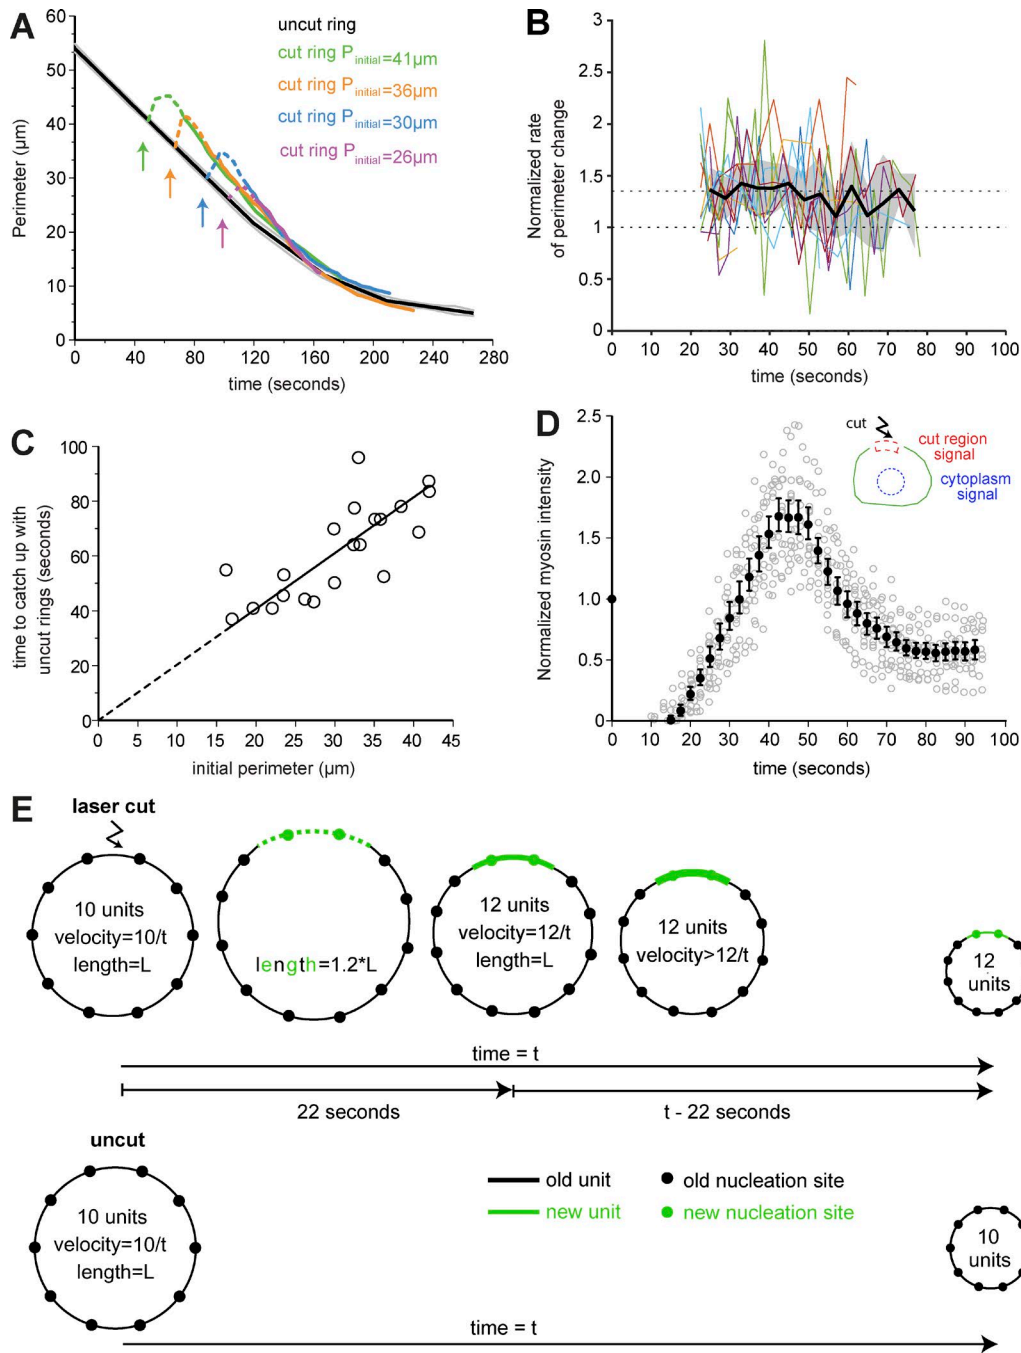 A
60
50
40
30
20
10
0
Perimeter (µm)
0 40 80 120 160 200 240 280
time (seconds)
uncut ring
cut ring P initial=41µm
cut ring P initial=36µm
cut ring P initial=30µm
cut ring P initial=26µm
B
3
2.5
2
1.5
1
0.5
0
Normalized rate
of perimeter change
0 10 20 30 40 50 60 70 80 90 100
time (seconds)
C
100
80
60
40
20
0
time to catch up with
uncut rings (seconds)
0 5 10 15 20 25 30 35 40 45
initial perimeter (µm)
D
2.5
2.0
1.5
1.0
0.5
0
Normalized myosin intensity
0 10 20 30 40 50 60 70 80 90 100
time (seconds)
cut
cut region
signal
cytoplasm
signal
E
laser cut
10 units
velocity=10/t
length=L
length=1.2*L
12 units
velocity=12/t
length=L
12 units
velocity>12/t
12
units
time = t
22 seconds
t - 22 seconds
uncut
10 units
velocity=10/t
length=L
old unit
old nucleation site
new unit
new nucleation site
10
units
time = t